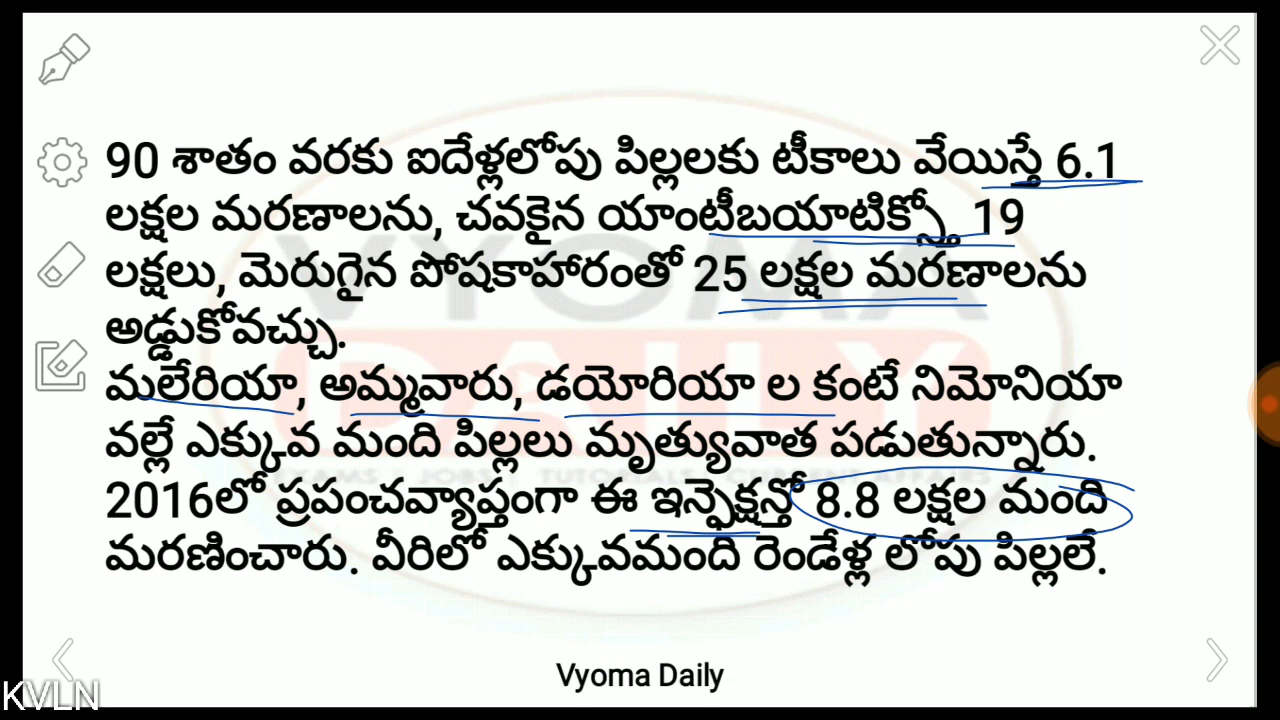 90 శాతం వరకు ఐదేళ్లలోపు పిల్లలకు టీకాలు వేయిస్తే 6.1
లక్షల మరణాలను, చవకైన యాంటీబయాటిక్స్తో 19
లక్షలు, మెరుగైన పోషకాహారంతో 25 లక్షల మరణాలను
అడ్డుకోవచ్చు.
మలేరియా, అమ్మవారు, డయోరియా ల కంటే నిమోనియా
వల్లే ఎక్కువ మంది పిల్లలు మృత్యువాత పడుతున్నారు.
2016లో ప్రపంచవ్యాప్తంగా ఈ ఇన్ఫెక్షన్తో 8.8 లక్షల మంది
మరణించారు. వీరిలో ఎక్కువమంది రెండేళ్ల లోపు పిల్లలే.
VYOMA
DAILY
Vyoma Daily
KVLN